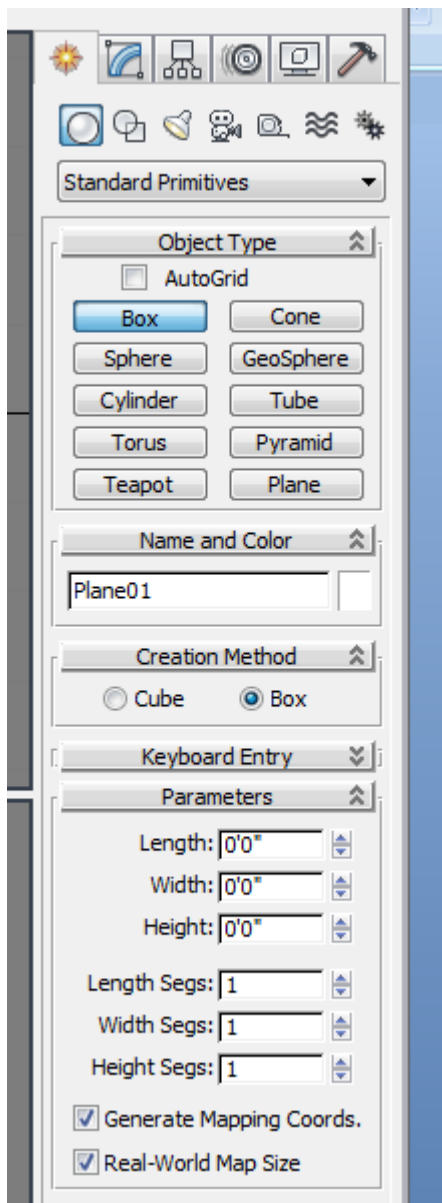 Standard Primitives
Object Type
AutoGrid
Box Cone
Sphere GeoSphere
Cylinder Tube
Torus Pyramid
Teapot Plane
Name and Color
Plane01
Creation Method
Cube Box
Keyboard Entry
Parameters
Length: 0'0"
Width: 0'0"
Height: 0'0"
Length Segs: 1
Width Segs: 1
Height Segs: 1
Generate Mapping Coords.
Real-World Map Size